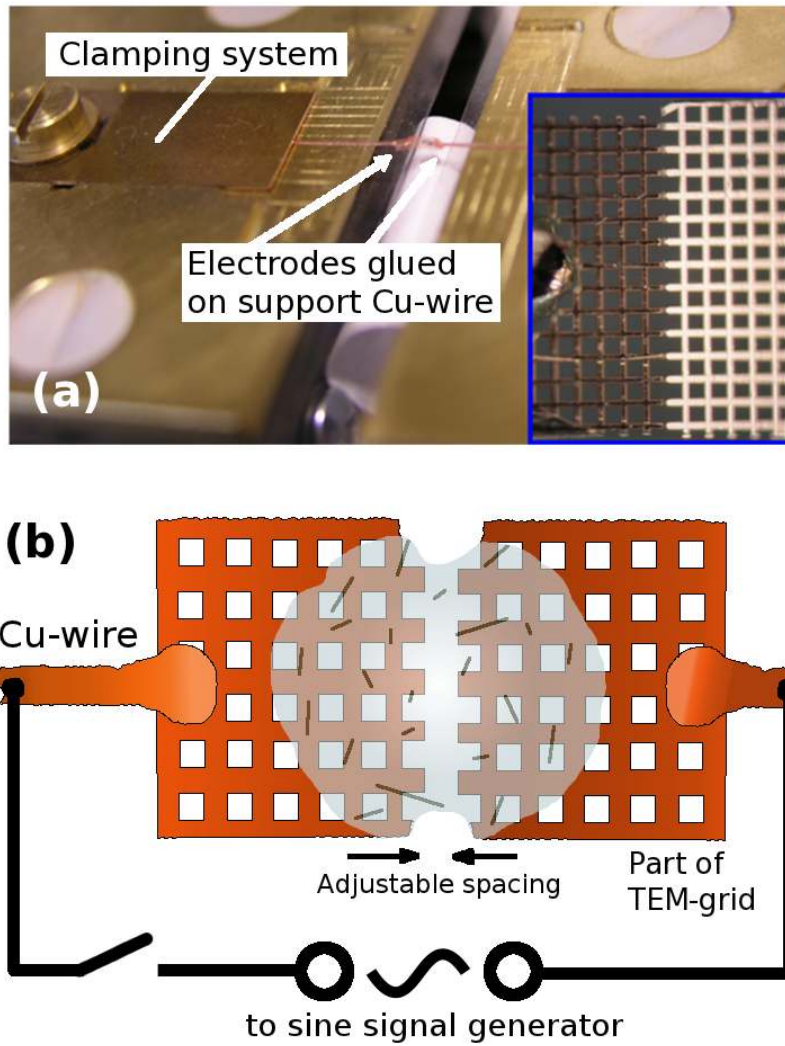 Clamping system
Electrodes glued
on support Cu-wire
(a)
(b)
Cu-wire
Adjustable spacing
Part of
TEM-grid
to sine signal generator